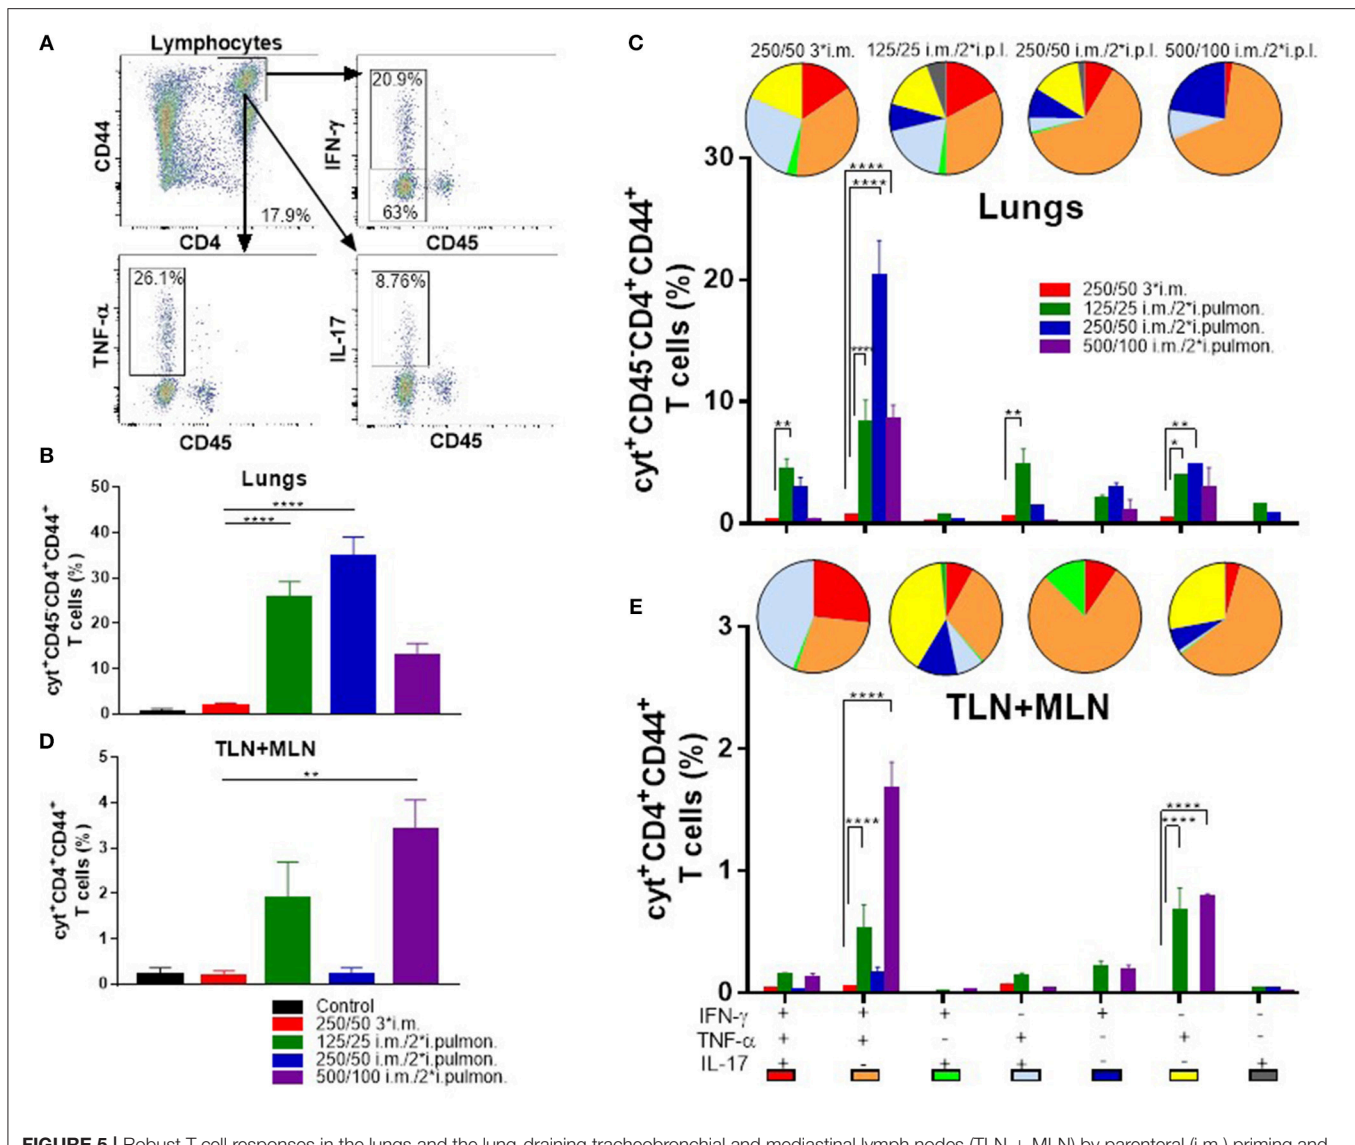 A
Lymphocytes
CD44
CD4
17.9%
20.9%
63%
IFN-γ
CD45
26.1%
TNF-α
CD45
8.76%
IL-17
CD45
B
Lungs
cyt+CD45-CD4+CD44+
T cells (%)
50
40
30
20
10
0
****
****
D
TLN+MLN
cyt+CD4+CD44+
T cells (%)
5
4
3
2
1
0
**
Control
250/50 3*i.m.
125/25 i.m./2*i.pulmon.
250/50 i.m./2*i.pulmon.
500/100 i.m./2*i.pulmon.
C
250/50 3*i.m.
125/25 i.m./2*i.p.l.
250/50 i.m./2*i.p.l.
500/100 i.m./2*i.p.l.
Lungs
cyt+CD45-CD4+CD44+
T cells (%)
30
20
10
0
**
****
****
****
**
**
*
250/50 3*i.m.
125/25 i.m./2*i.pulmon.
250/50 i.m./2*i.pulmon.
500/100 i.m./2*i.pulmon.
E
TLN+MLN
cyt+CD4+CD44+
T cells (%)
3
2
1
0
****
****
****
****
IFN-γ + + + - + - -
TNF-α + + - + - + -
IL-17 + - + + - - +
FIGURE 5 | Robust T cell responses in the lungs and the lung-draining tracheobronchial and mediastinal lymph nodes (TLN + MLN) by parenteral (i.m.) priming and